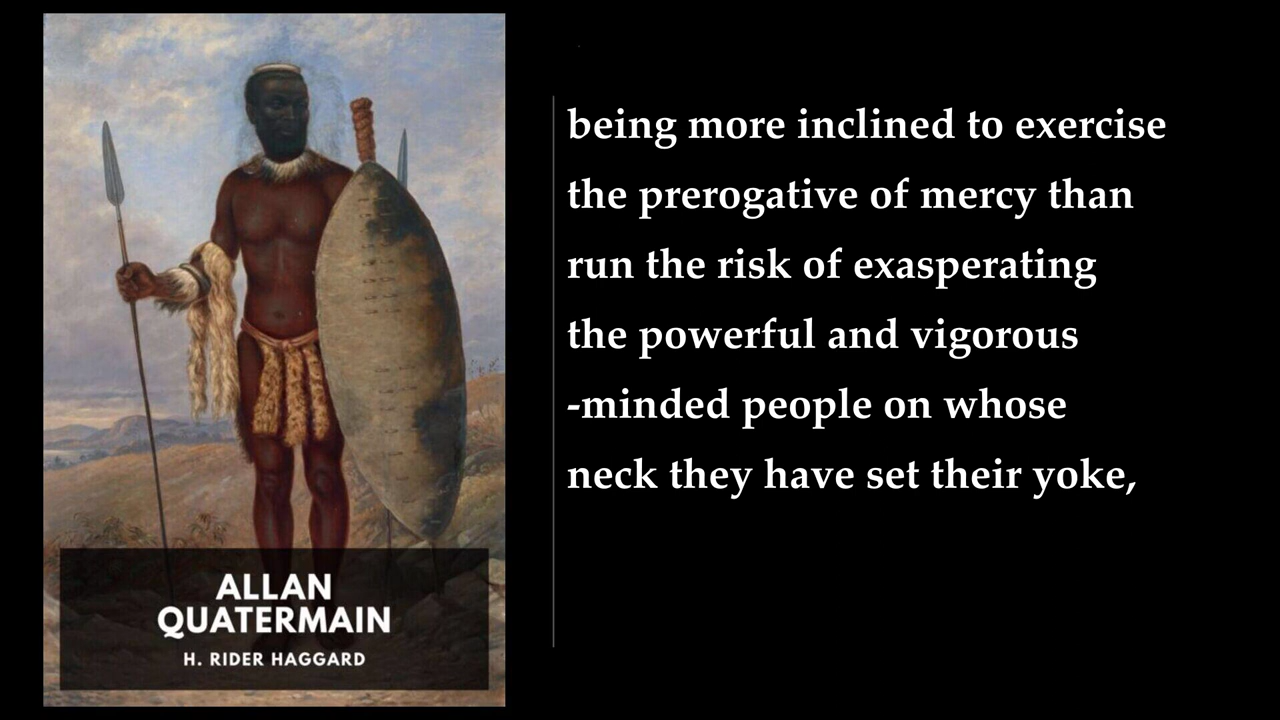 ALLAN
QUATERMAIN
H. RIDER HAGGARD
being more inclined to exercise
the prerogative of mercy than
run the risk of exasperating
the powerful and vigorous
-minded people on whose
neck they have set their yoke,